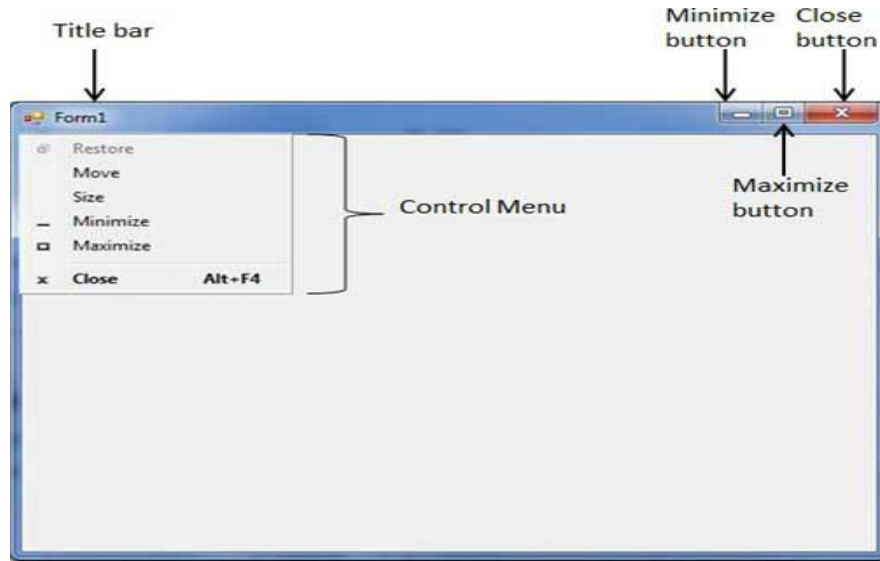 Title bar
Minimize button
Close button
Form1
Restore
Move
Size
Minimize
Maximize
Close Alt+F4
Control Menu
Maximize button